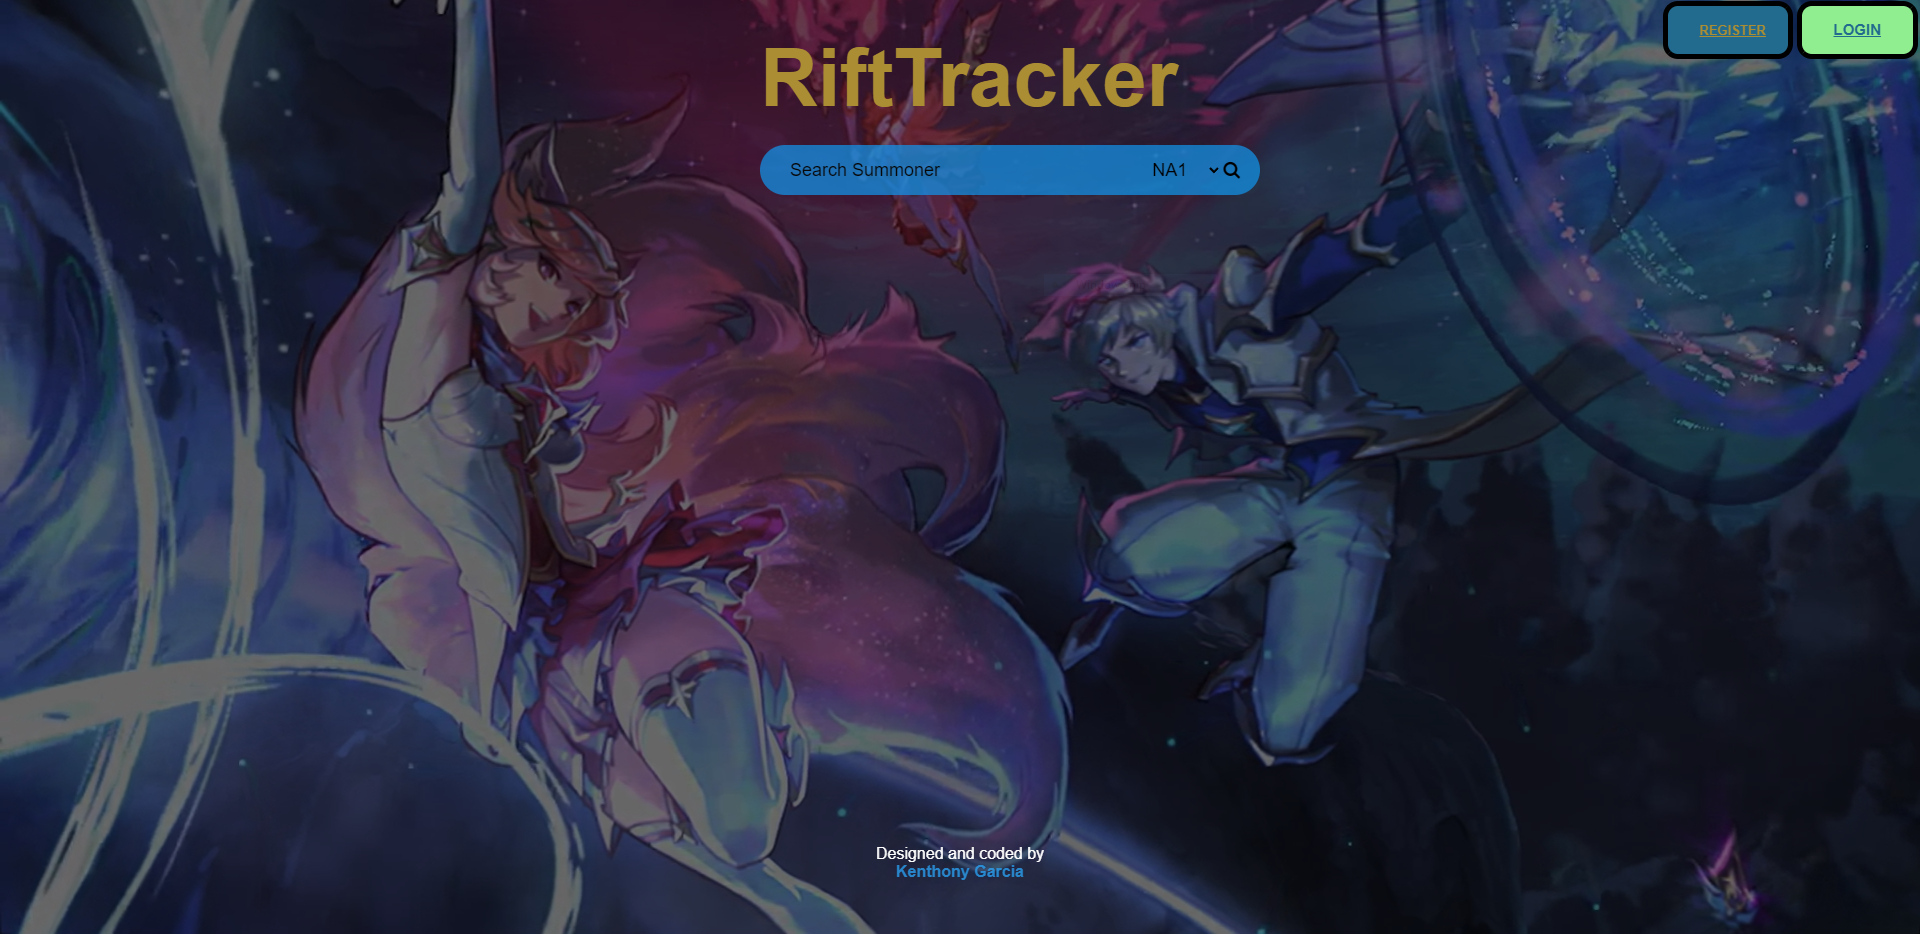 REGISTER
LOGIN
RiftTracker
Search Summoner NA1
Designed and coded by
Kenthony Garcia